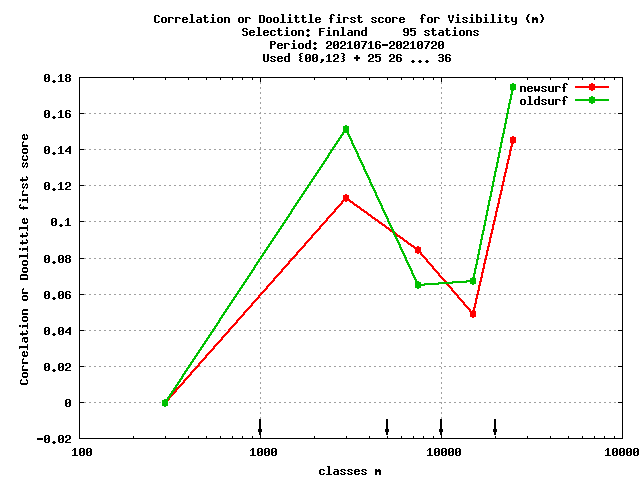 Correlation or Doolittle first score  for Visibility (m)
Selection: Finland     95 stations
Period: 20210716-20210720
Used {00,12} + 25 26 ... 36
newsurf
oldsurf
Correlation or Doolittle first score
0.18
0.16
0.14
0.12
0.1
0.08
0.06
0.04
0.02
0
-0.02
100 1000 10000 100000
classes m